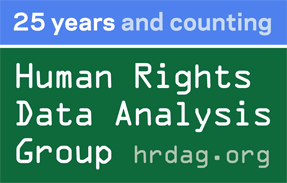 25 years and counting
Human Rights
Data Analysis
Group hrdag.org